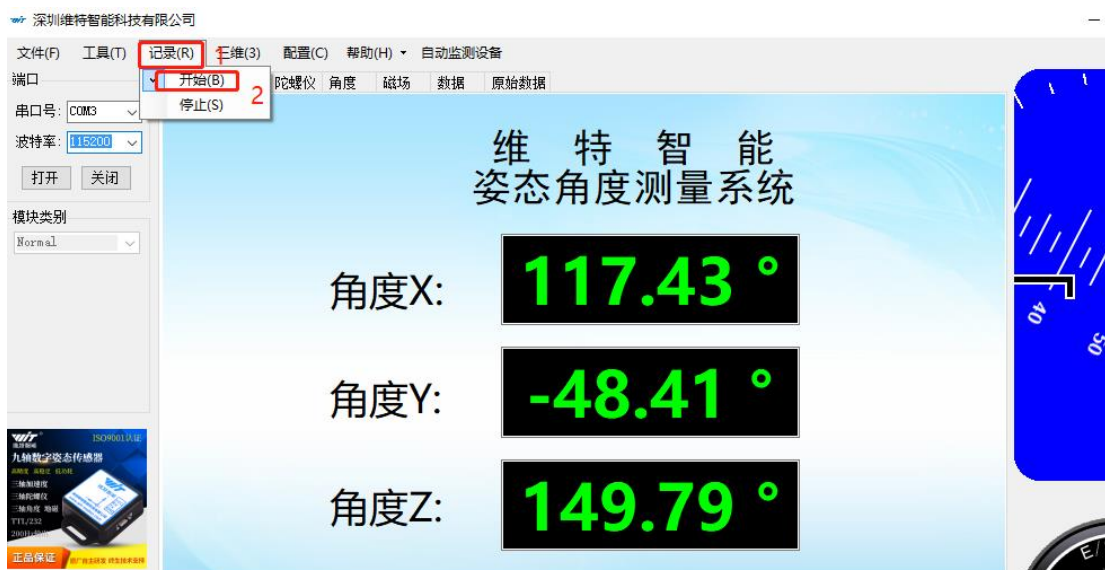 深圳维特智能科技有限公司
文件(F) 工具(T) 记录(R) 三维(3) 配置(C) 帮助(H) 自动监测设备
1
端口
开始(B)
2
停止(S)
陀螺仪 角度 磁场 数据 原始数据
串口号: COM3
波特率: 115200
打开 关闭
模块类别
Normal
维特智能
姿态角度测量系统
角度X: 117.43 °
角度Y: -48.41 °
角度Z: 149.79 °
40
50
E
WIT ISO9001认证
九轴数字姿态传感器
三轴加速度
三轴陀螺仪
三轴角度 地磁
TTL/232
正品保证